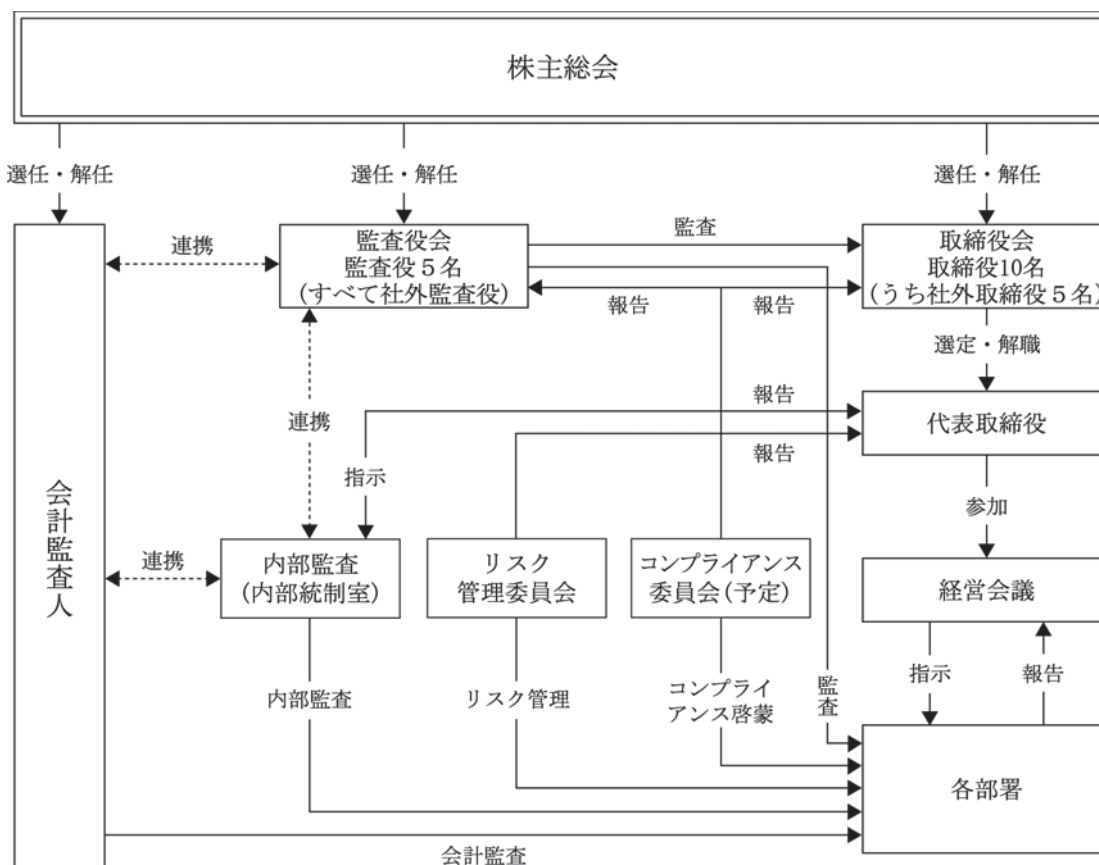 株主総会
選任・解任
選任・解任
選任・解任
連携
監査役会
監査役５名
(すべて社外監査役)
監査
取締役会
取締役10名
(うち社外取締役５名)
報告
報告
選定・解職
連携
報告
代表取締役
報告
指示
参加
会計監査人
連携
内部監査
(内部統制室)
リスク
管理委員会
コンプライアンス
委員会(予定)
経営会議
指示
報告
内部監査
リスク管理
コンプライ
アンス啓蒙
監査
各部署
会計監査